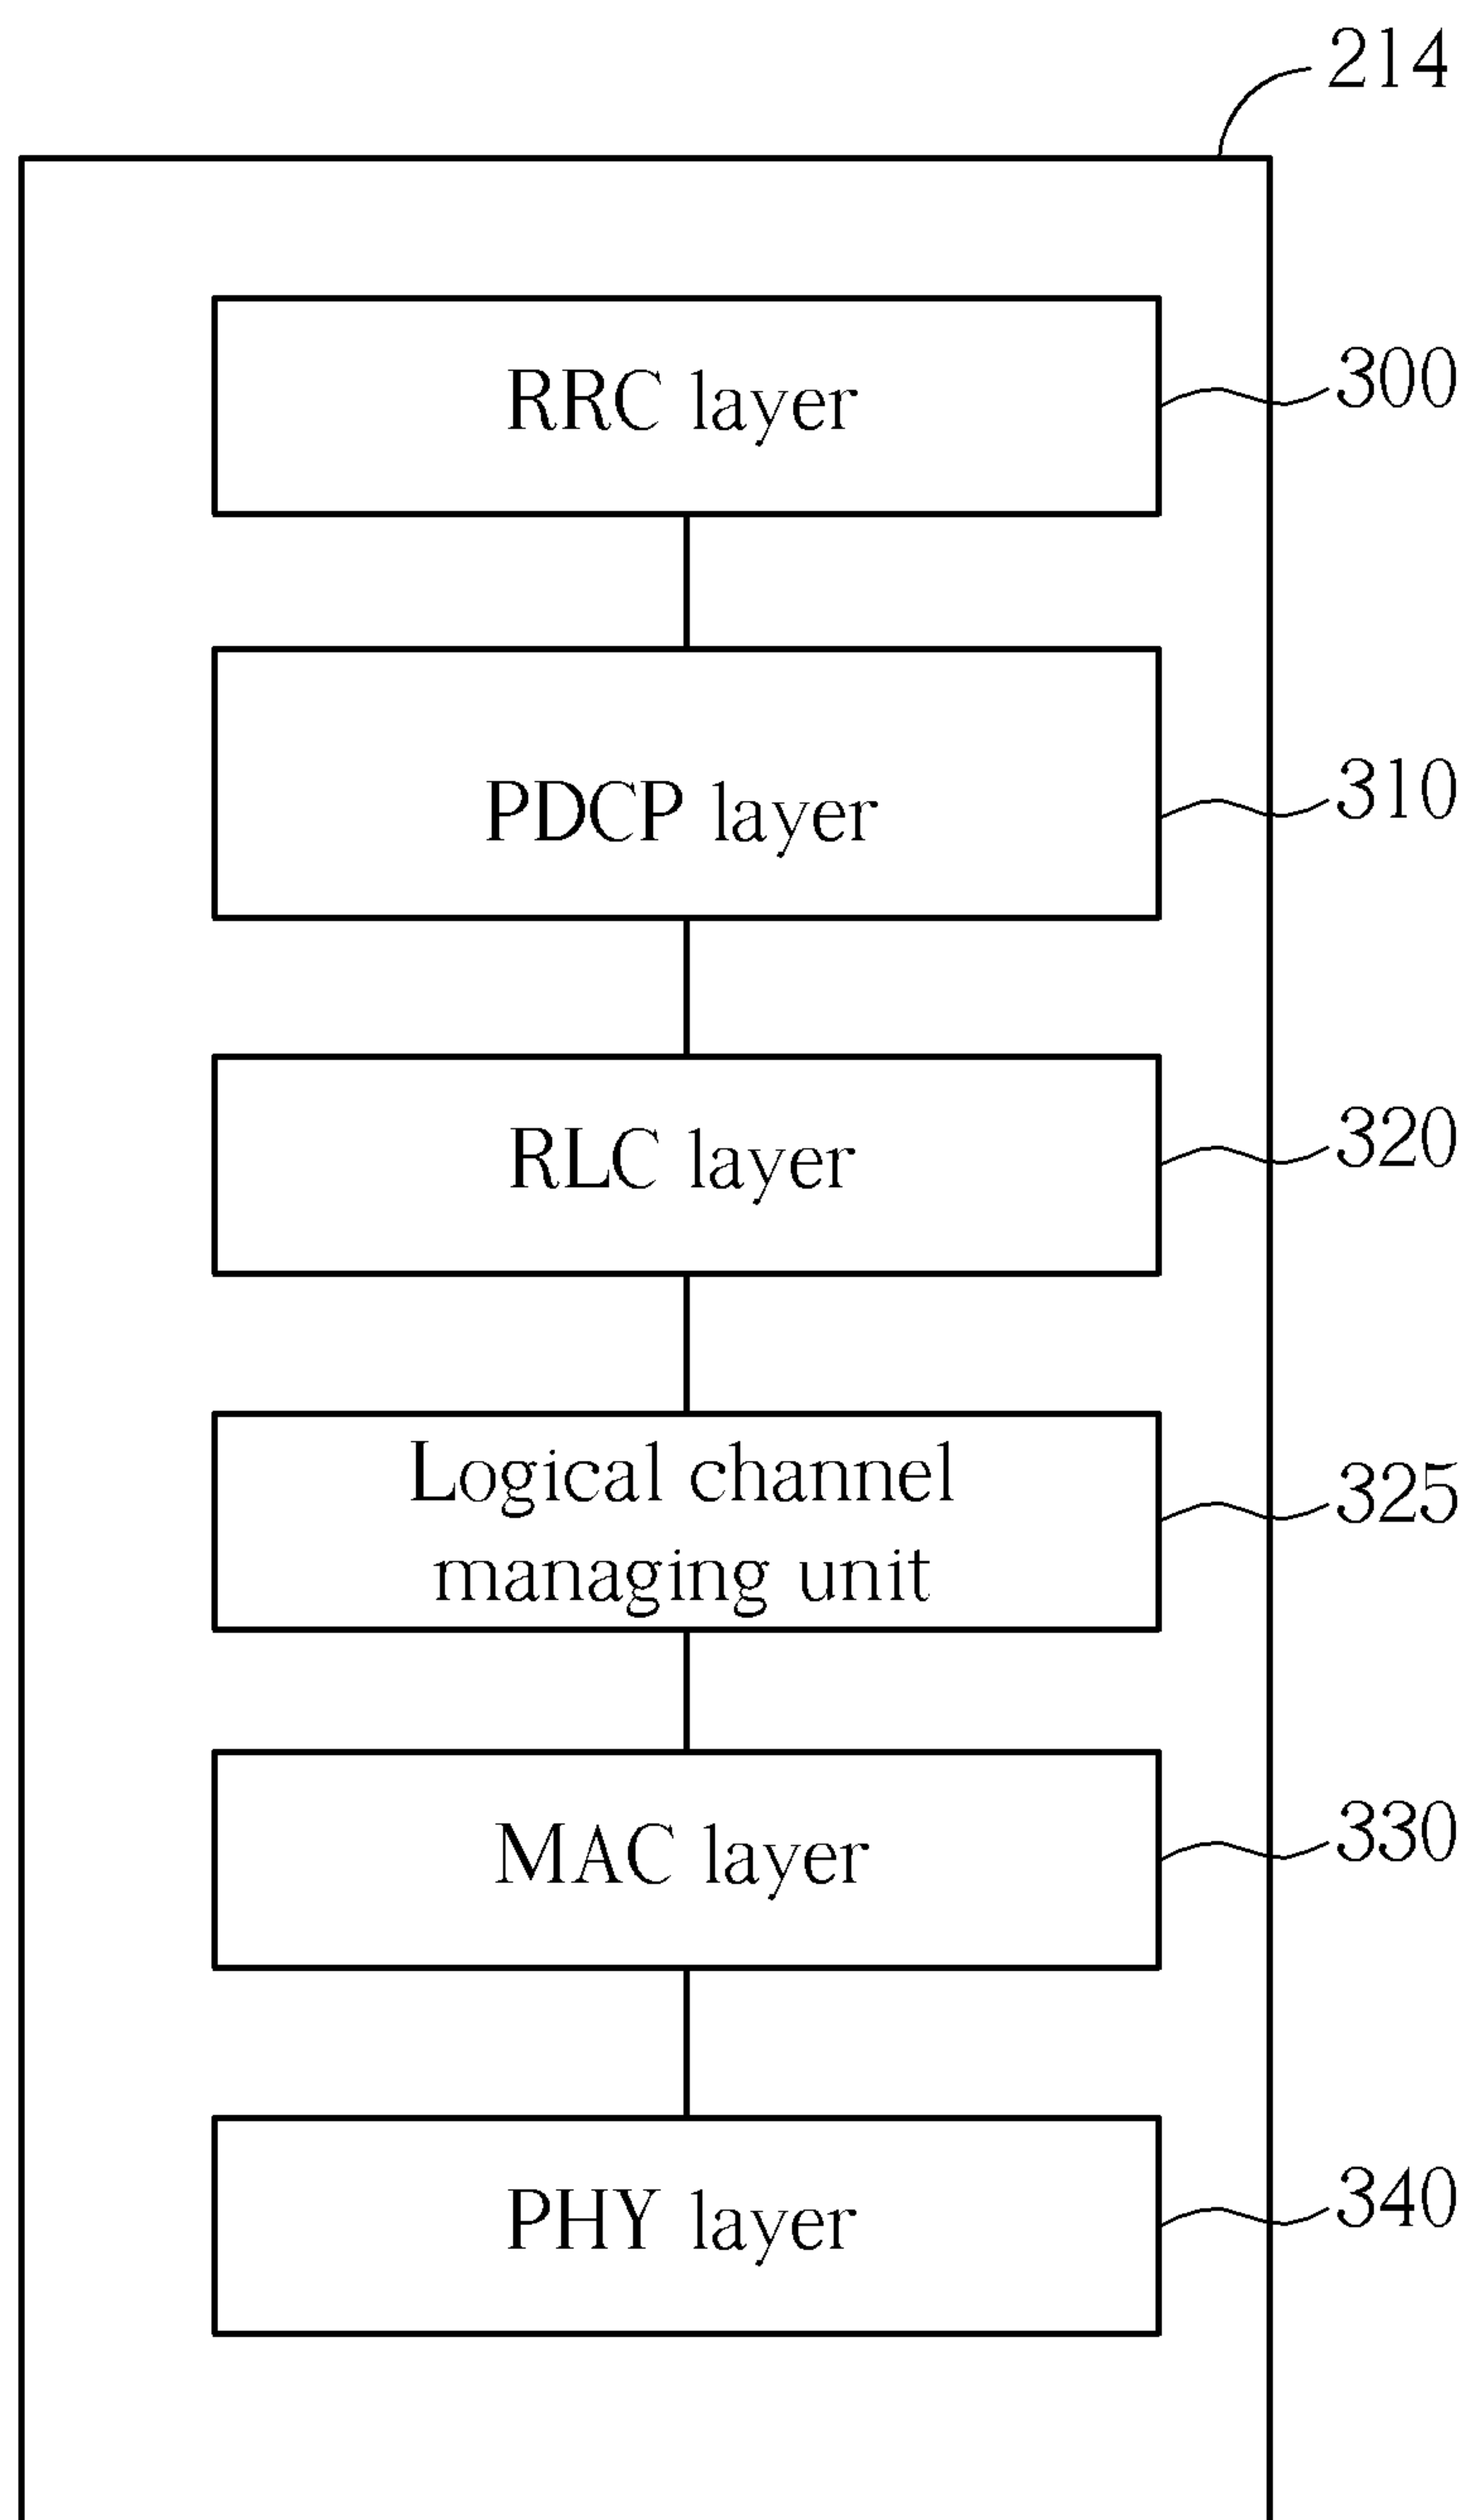 214
RRC layer
300
PDCP layer
310
RLC layer
320
Logical channel
managing unit
325
MAC layer
330
PHY layer
340